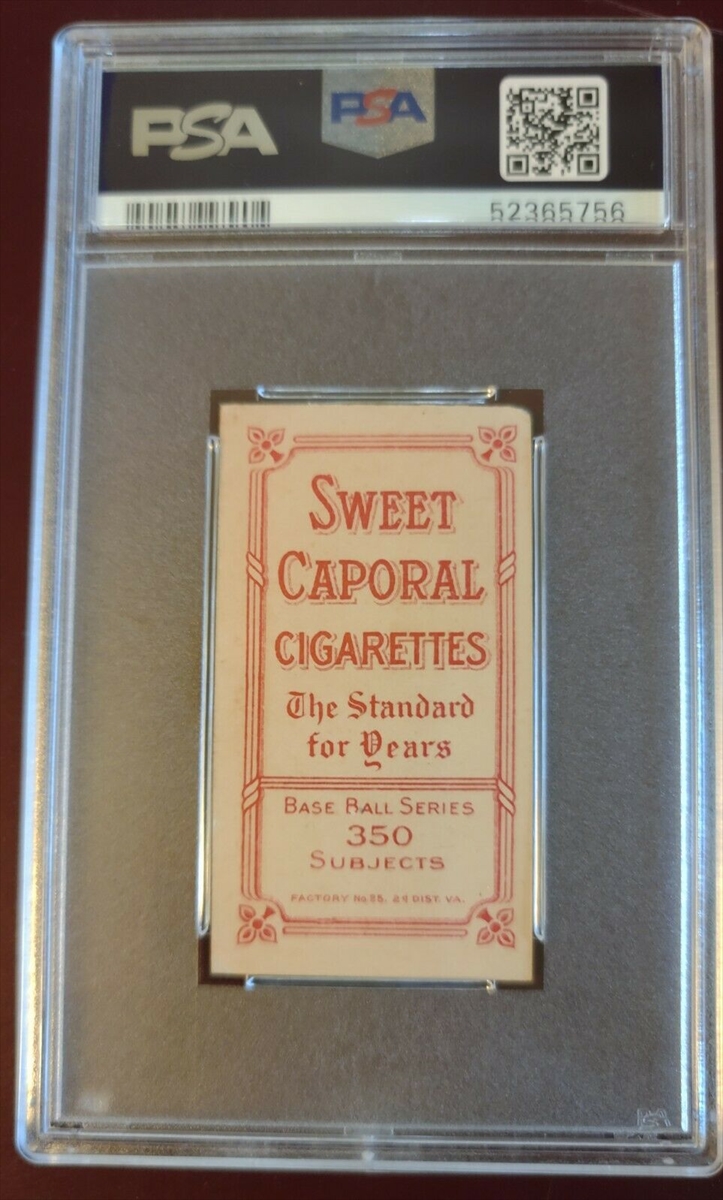 PSA PSA
52365756
SWEET
CAPORAL
CIGARETTES
The Standard
for Years
BASE BALL SERIES
350
SUBJECTS
FACTORY No. 25. 2d DIST. VA.
PSA